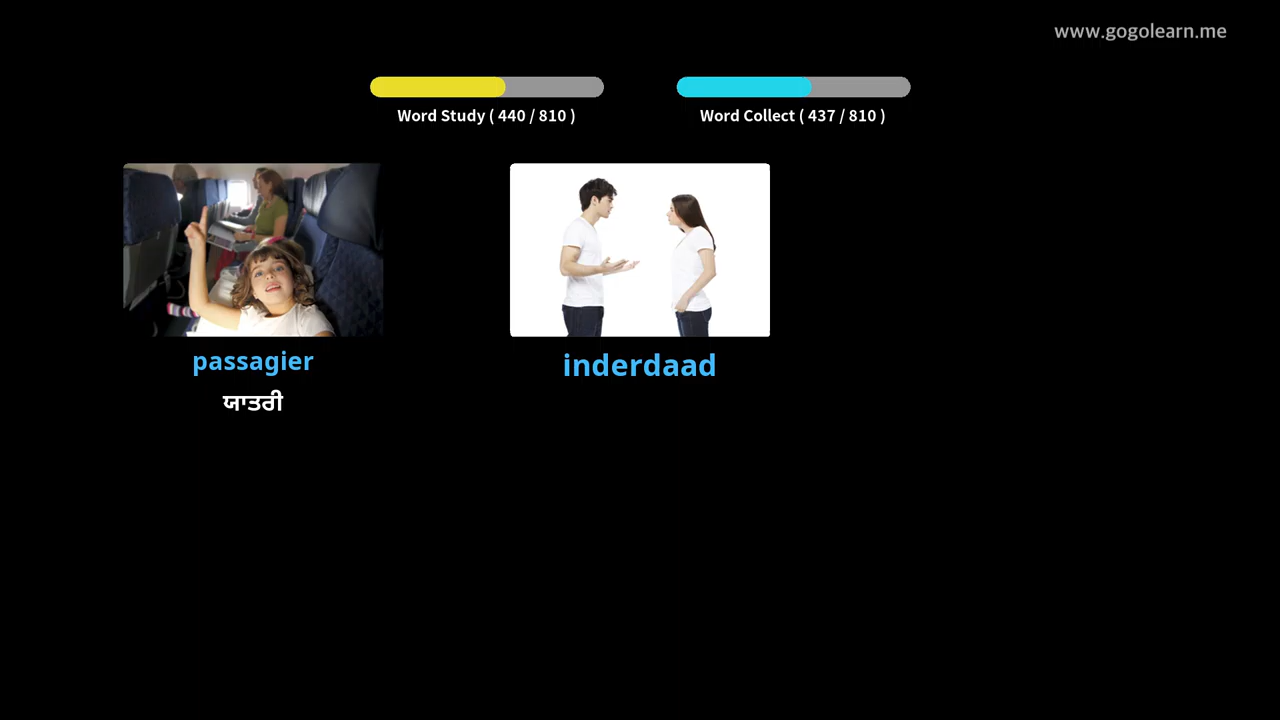 www.gogolearn.me
Word Study ( 440 / 810 )
Word Collect ( 437 / 810 )
passagier
ਯਾਤਰੀ
inderdaad